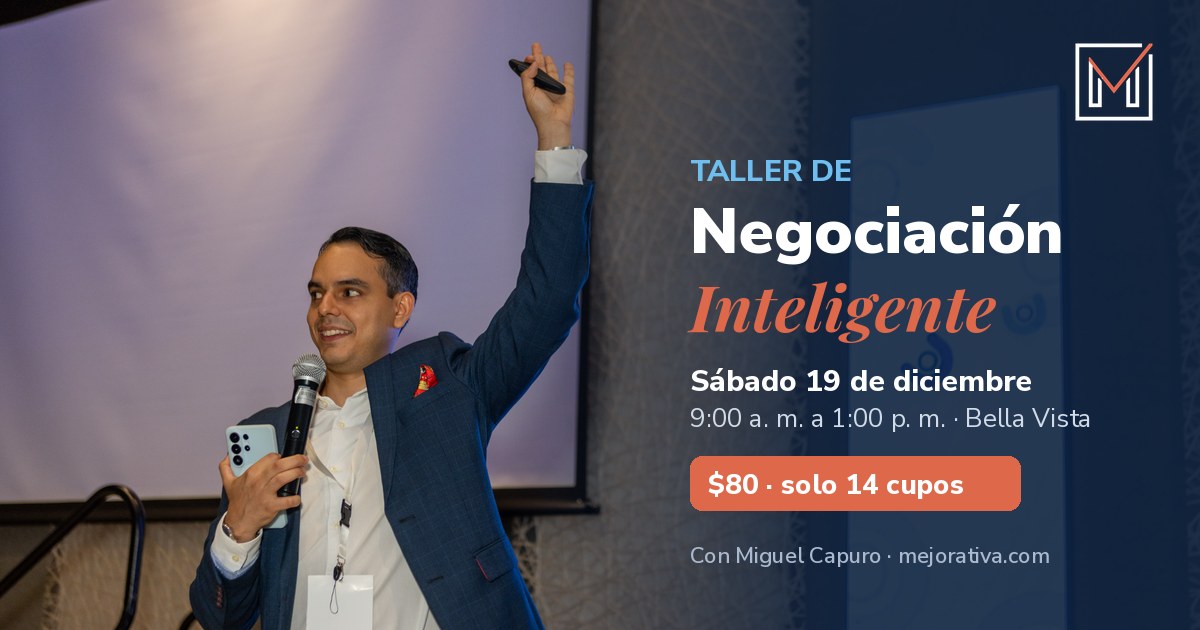 TALLER DE
Negociación
Inteligente
Sábado 19 de diciembre
9:00 a. m. a 1:00 p. m. · Bella Vista
$80 · solo 14 cupos
Con Miguel Capuro · mejorativa.com